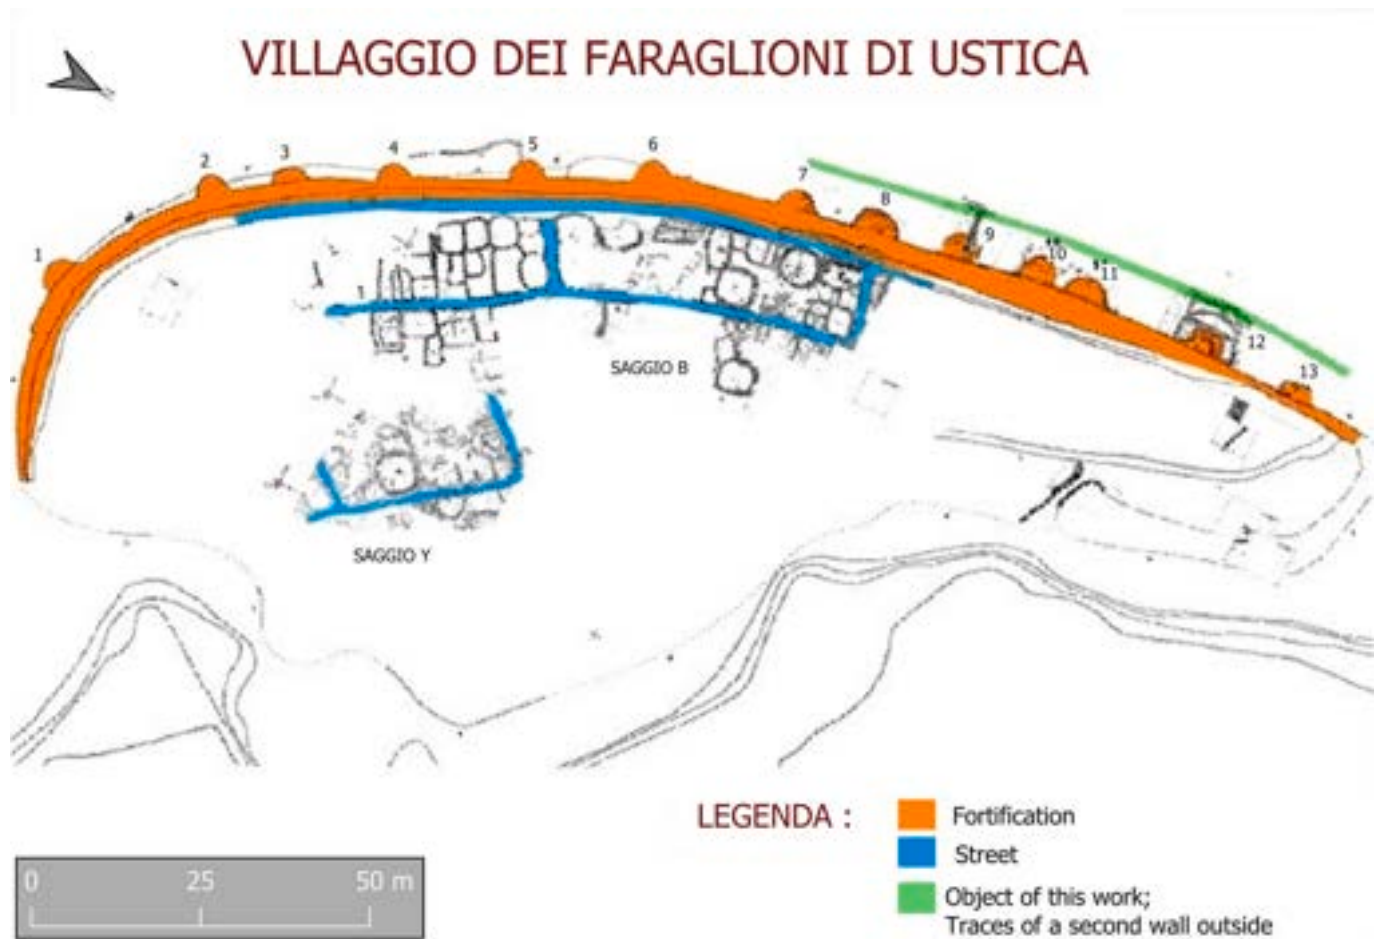 VILLAGGIO DEI FARAGLIONI DI USTICA
1
2
3
4
5
6
7
8
9
10
11
12
13
SAGGIO B
SAGGIO Y
LEGENDA :
Fortification
Street
Object of this work;
Traces of a second wall outside
0 25 50 m